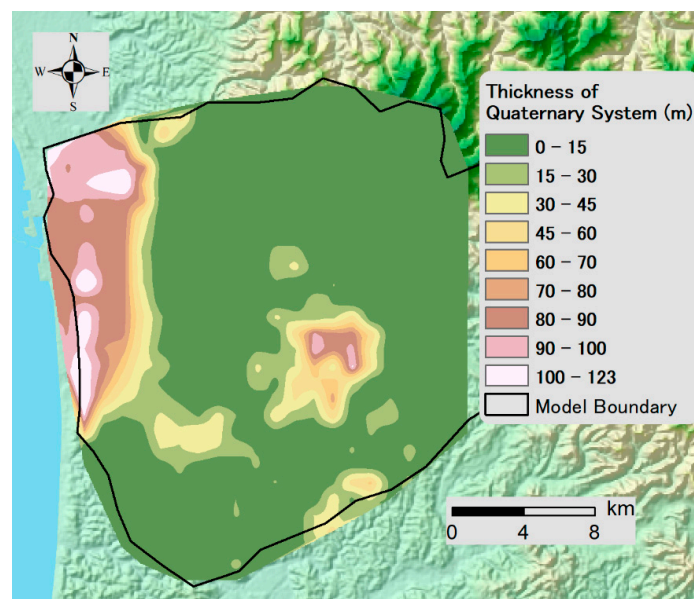 N
W E
S
Thickness of
Quaternary System (m)
0 – 15
15 – 30
30 – 45
45 – 60
60 – 70
70 – 80
80 – 90
90 – 100
100 – 123
Model Boundary
km
0 4 8